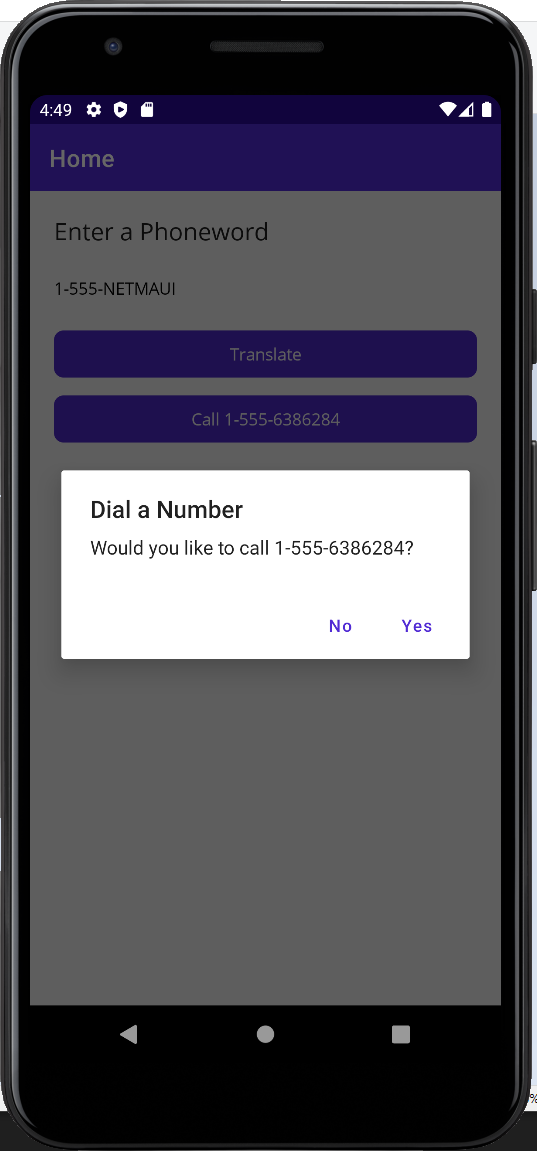 4:49
Home
Enter a Phoneword
1-555-NETMAUI
Translate
Call 1-555-6386284
Dial a Number
Would you like to call 1-555-6386284?
No Yes
%